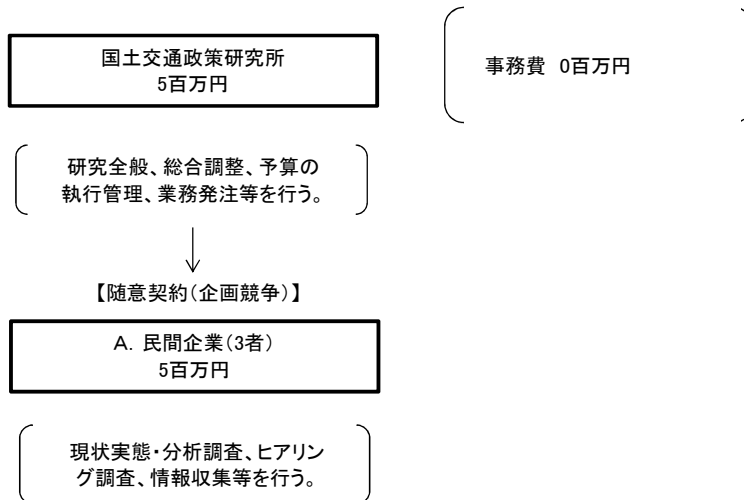 国土交通政策研究所
5百万円
事務費 0百万円
研究全般、総合調整、予算の
執行管理、業務発注等を行う。
【随意契約(企画競争)】
A. 民間企業(3者)
5百万円
現状実態・分析調査、ヒアリン
グ調査、情報収集等を行う。